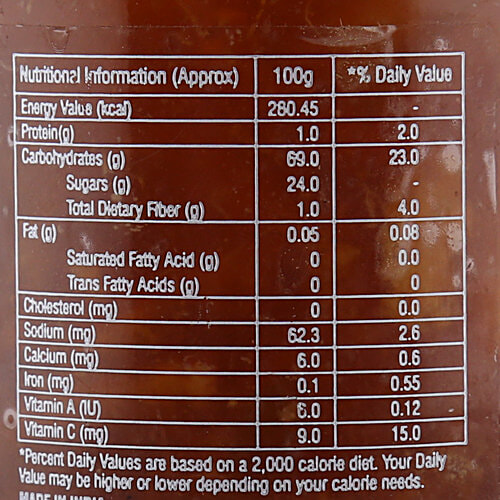 Nutritional Information (Approx) 100g *% Daily Value
Energy Value (kcal) 280.45 -
Protein(g) 1.0 2.0
Carbohydrates (g) 69.0 23.0
Sugars (g) 24.0 -
Total Dietary Fiber (g) 1.0 4.0
Fat (g) 0.05 0.08
Saturated Fatty Acid (g) 0 0.0
Trans Fatty Acids (g) 0 0
Cholesterol (mg) 0 0.0
Sodium (mg) 62.3 2.6
Calcium (mg) 6.0 0.6
Iron (mg) 0.1 0.55
Vitamin A (IU) 6.0 0.12
Vitamin C (mg) 9.0 15.0
*Percent Daily Values are based on a 2,000 calorie diet. Your Daily
Value may be higher or lower depending on your calorie needs.
MADE IN INDIA